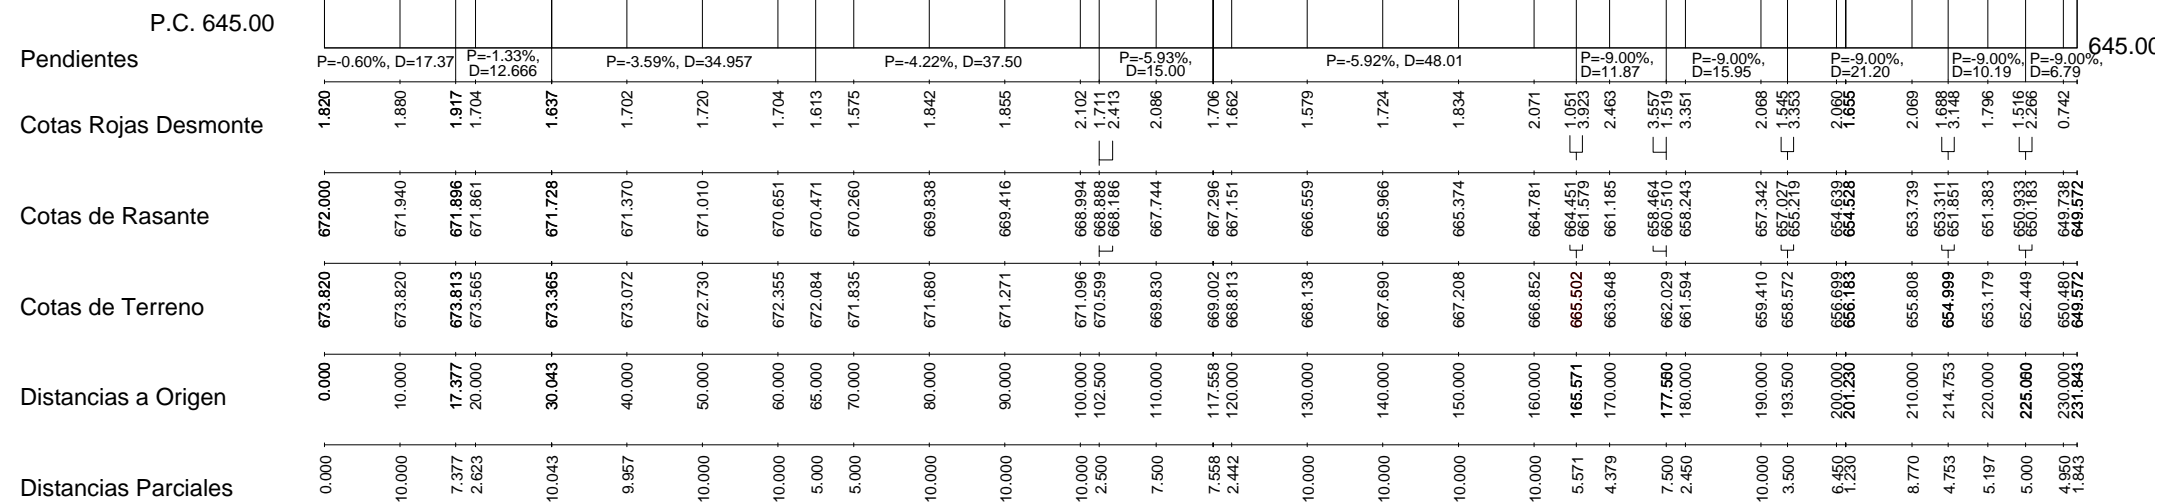 P.C. 645.00
645.00
Pendientes
P=-0.60%, D=17.37 P=-1.33%, D=12.666 P=-3.59%, D=34.957 P=-4.22%, D=37.50 P=-5.93%, D=15.00 P=-5.92%, D=48.01 P=-9.00%, D=11.87 P=-9.00%, D=15.95 P=-9.00%, D=21.20 P=-9.00%, D=10.19 P=-9.00%, D=6.79
Cotas Rojas Desmonte
1.820 1.880 1.917 1.704 1.637 1.702 1.720 1.704 1.613 1.575 1.842 1.855 2.102 1.711 2.413 2.086 1.706 1.662 1.579 1.724 1.834 2.071 1.051 3.923 2.463 3.557 1.519 3.351 2.068 1.545 3.353 2.060 1.655 2.069 1.688 3.148 1.796 1.516 2.266 0.742
Cotas de Rasante
672.000 671.940 671.896 671.861 671.728 671.370 671.010 670.651 670.471 670.260 669.838 669.416 668.994 668.888 668.186 667.744 667.296 667.151 666.559 665.966 665.374 664.781 664.451 661.579 661.185 658.464 660.510 658.243 657.342 657.027 655.219 654.639 654.528 653.739 653.311 651.851 651.383 650.933 650.183 649.738 649.572
Cotas de Terreno
673.820 673.820 673.813 673.565 673.365 673.072 672.730 672.355 672.084 671.835 671.680 671.271 671.096 670.599 669.830 669.002 668.813 668.138 667.690 667.208 666.852 665.502 663.648 662.029 661.594 659.410 658.572 656.699 656.183 655.808 654.999 653.179 652.449 650.480 649.572
Distancias a Origen
0.000 10.000 17.377 20.000 30.043 40.000 50.000 60.000 65.000 70.000 80.000 90.000 100.000 102.500 110.000 117.558 120.000 130.000 140.000 150.000 160.000 165.571 170.000 180.000 190.000 193.500 200.000 201.230 210.000 214.753 220.000 230.000 231.843
Distancias Parciales
0.000 10.000 7.377 2.623 10.043 9.957 10.000 10.000 5.000 5.000 10.000 10.000 10.000 2.500 7.500 7.558 2.442 10.000 10.000 10.000 10.000 5.571 4.379 7.500 2.450 10.000 3.500 6.450 1.230 8.770 4.753 5.197 5.000 4.950 1.843